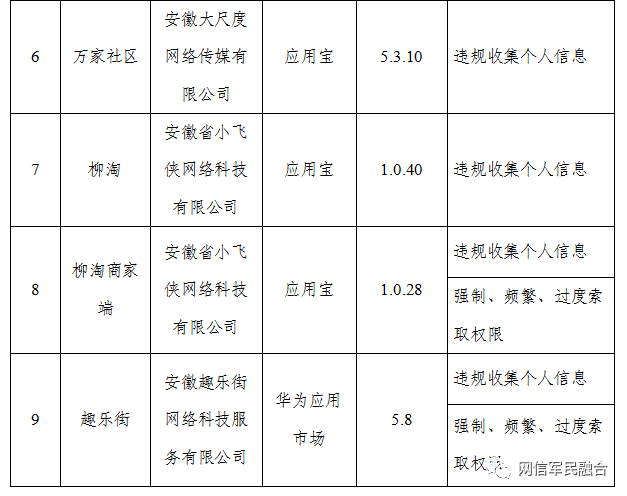 安徽大尺度
6 万家社区 网络传媒有 应用宝 5.3.10 违规收集个人信息
限公司
安徽省小飞
7 柳淘 侠网络科技 应用宝 1.0.40 违规收集个人信息
有限公司
安徽省小飞 违规收集个人信息
柳淘商家
8 侠网络科技 应用宝 1.0.28
端 强制、频繁、过度索
有限公司 取权限
安徽趣乐街 违规收集个人信息
华为应用
9 趣乐街 网络科技服 5.8
市场 强制、频繁、过度索
务有限公司 取权
网信军民融合